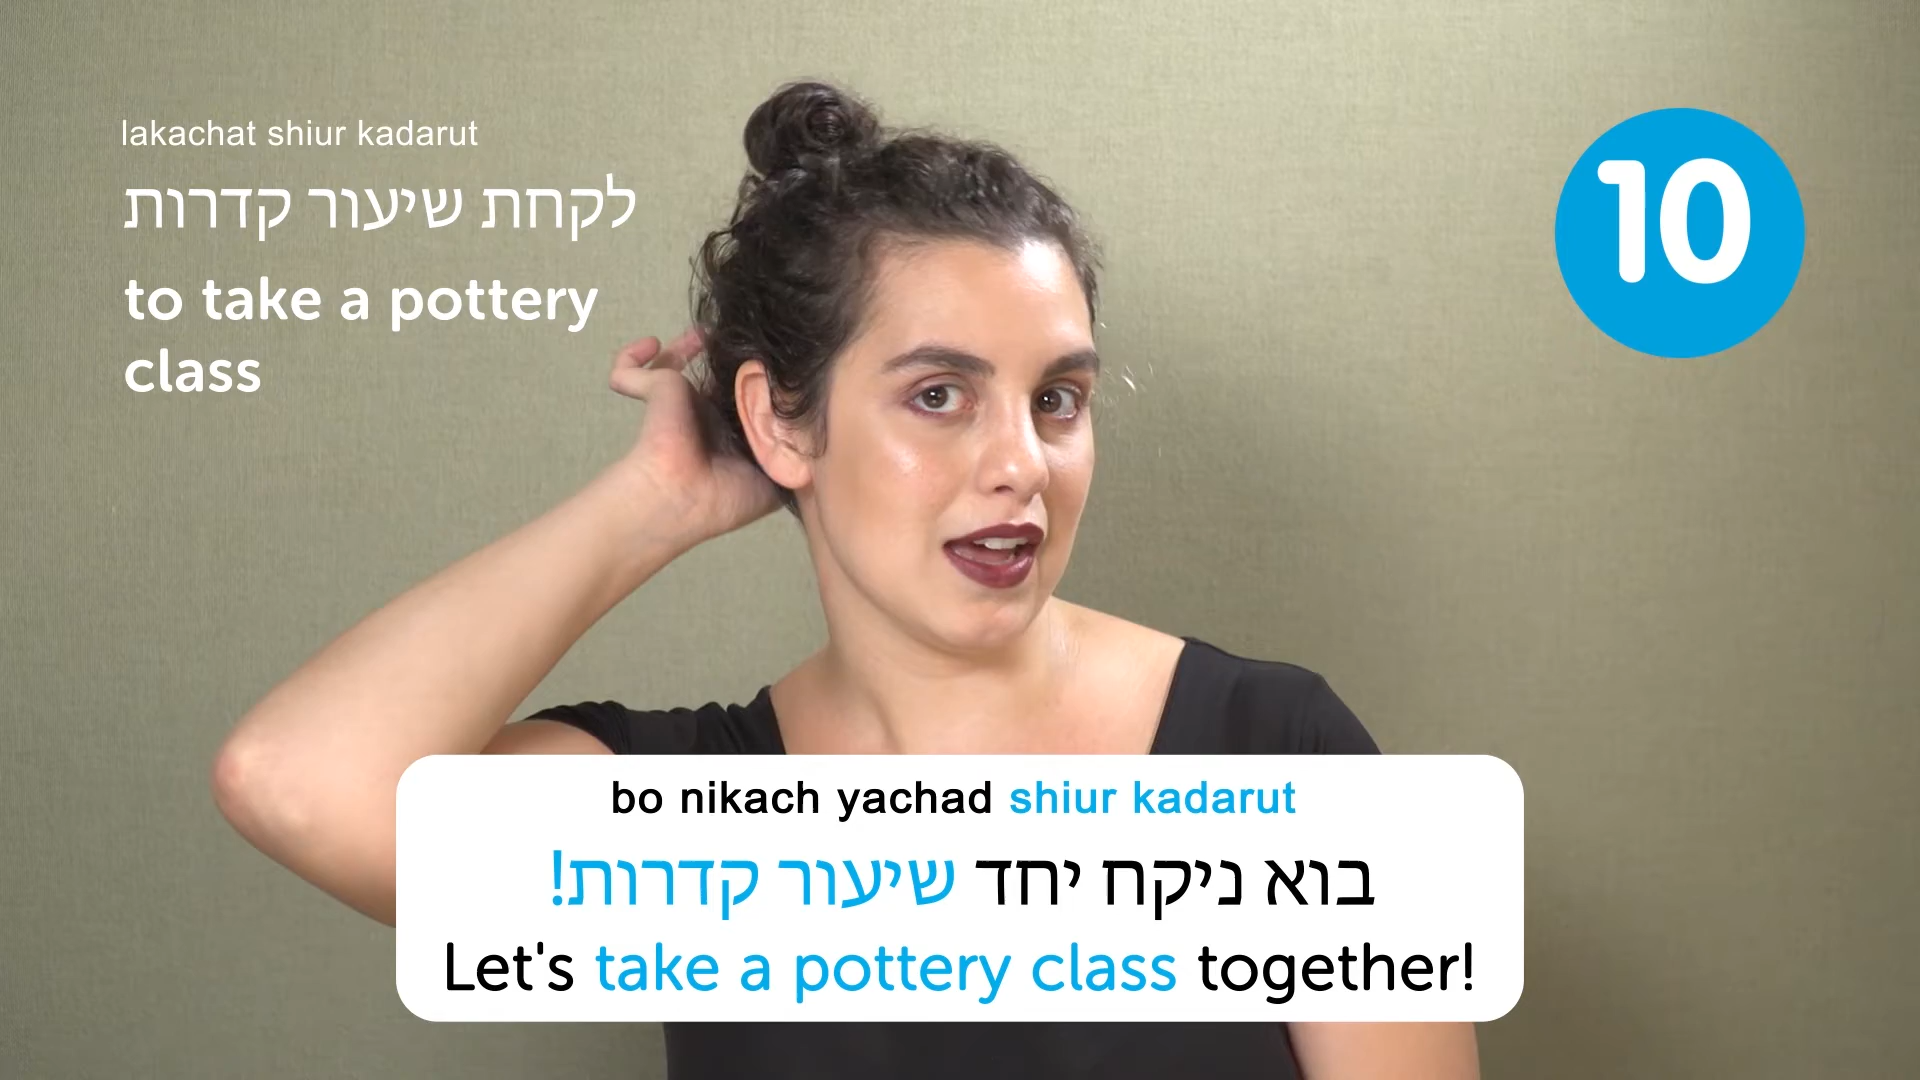 lakachat shiur kadarut
לקחת שיעור קדרות
to take a pottery
class
10
bo nikach yachad shiur kadarut
בוא ניקח יחד שיעור קדרות!
Let's take a pottery class together!